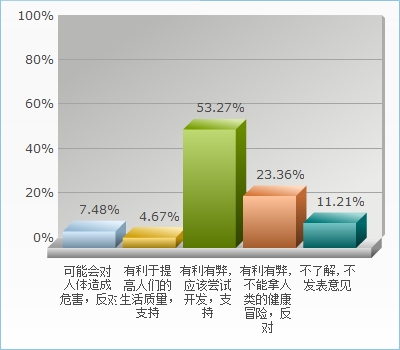 100%
80%
60%
40%
20%
0%
7.48%
4.67%
53.27%
23.36%
11.21%
可能会对
人体造成
危害，反对
有利于提
高人们的
生活质量，
支持
有利有弊，
应该尝试
开发，支
持
有利有弊，
不能拿人
类的健康
冒险，反
对
不了解，不
发表意见